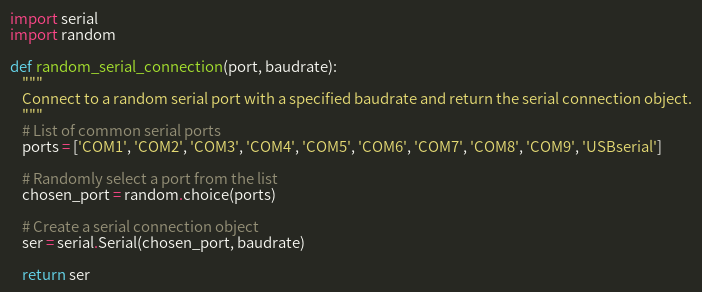 import serial
import random

def random_serial_connection(port, baudrate):
    """
    Connect to a random serial port with a specified baudrate and return the serial connection object.
    """
    # List of common serial ports
    ports = ['COM1', 'COM2', 'COM3', 'COM4', 'COM5', 'COM6', 'COM7', 'COM8', 'COM9', 'USBserial']

    # Randomly select a port from the list
    chosen_port = random.choice(ports)

    # Create a serial connection object
    ser = serial.Serial(chosen_port, baudrate)

    return ser